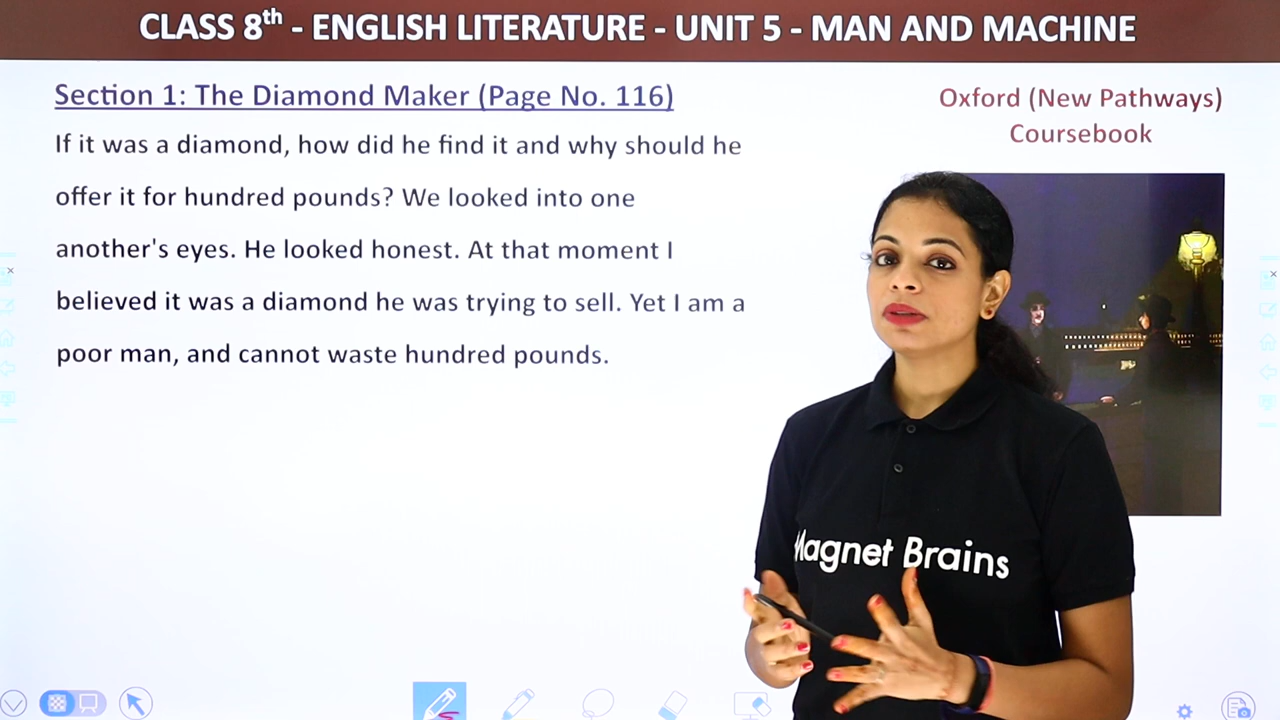 CLASS 8th - ENGLISH LITERATURE - UNIT 5 - MAN AND MACHINE
Section 1: The Diamond Maker (Page No. 116)
Oxford (New Pathways)
Coursebook
If it was a diamond, how did he find it and why should he
offer it for hundred pounds? We looked into one
another's eyes. He looked honest. At that moment I
believed it was a diamond he was trying to sell. Yet I am a
poor man, and cannot waste hundred pounds.
Magnet Brains